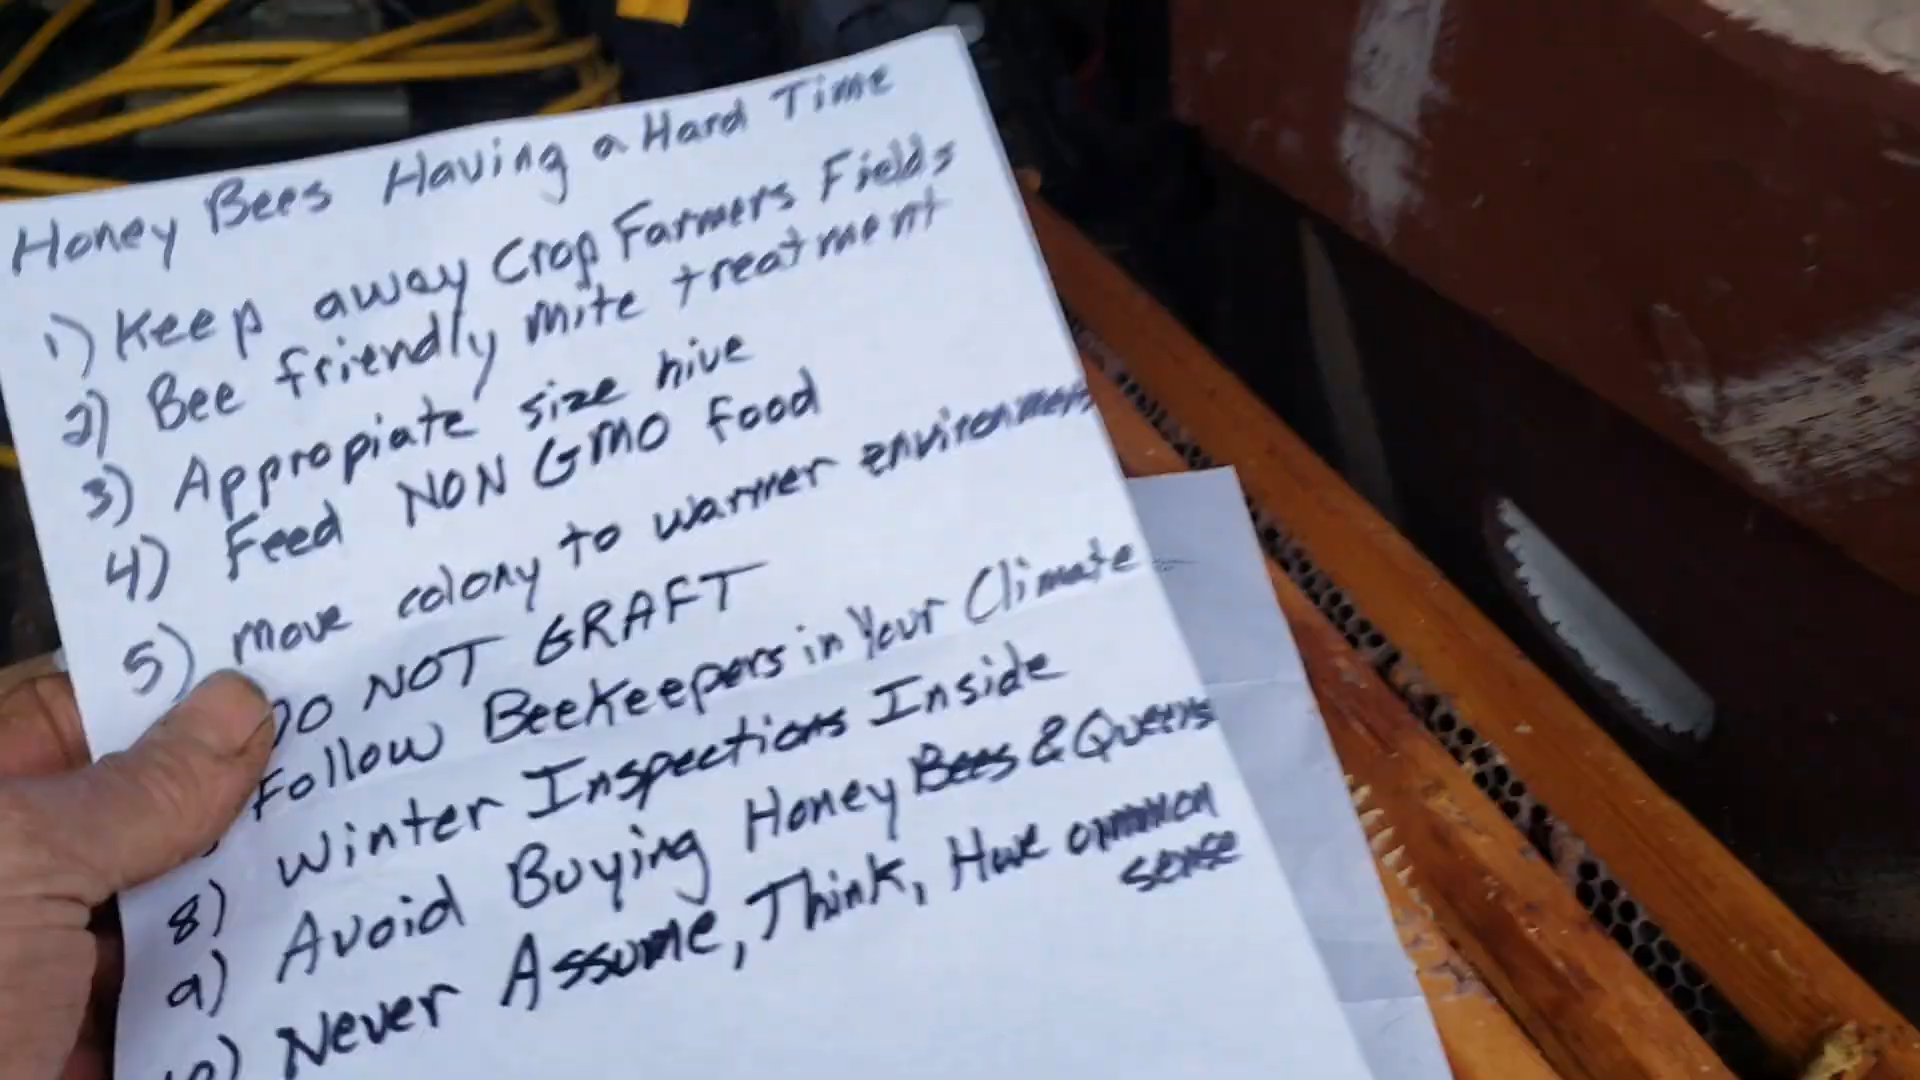 Honey Bees Having a Hard Time
1) Keep away Crop Farmers Fields
2) Bee friendly mite treatment
3) Appropiate size hive
4) Feed NON GMO food
5) move colony to warmer environment
DO NOT GRAFT
Follow Beekeepers in Your Climate
8) Winter Inspections Inside
9) Avoid Buying Honey Bees & Queens
10) Never Assume, Think, Have ommon
sense